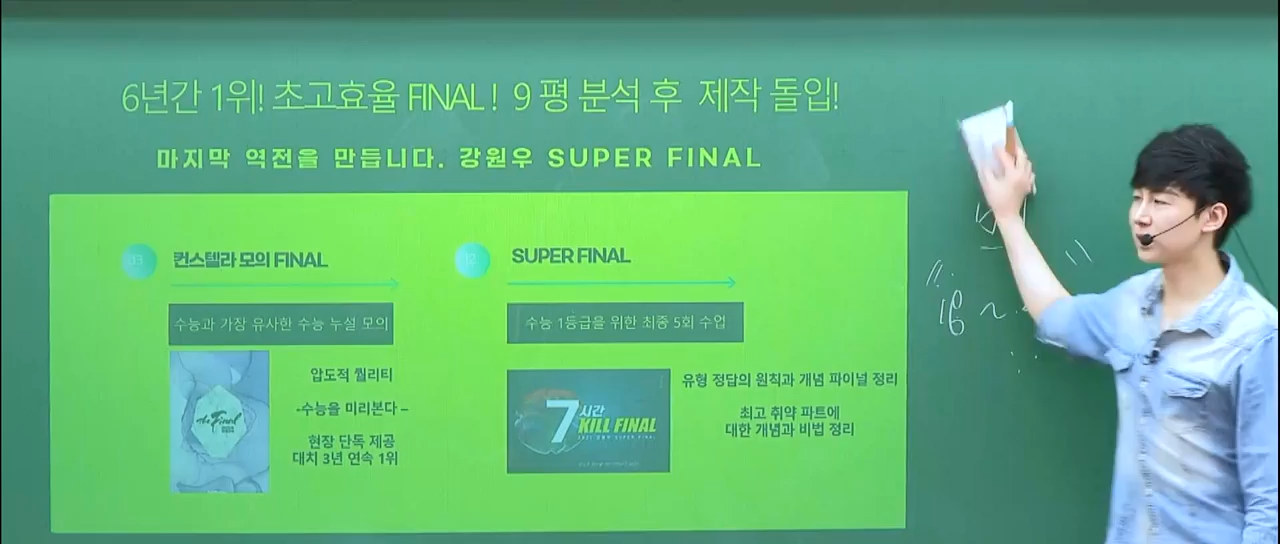 6년간 1위! 초고효율 FINAL! 9평 분석 후 제작 돌입!
마지막 역전을 만듭니다. 강원우 SUPER FINAL
13
컨스텔라 모의 FINAL
수능과 가장 유사한 수능 누설 모의
The Final
압도적 퀄리티
-수능을 미리본다–
현장 단독 제공
대치 3년 연속 1위
12
SUPER FINAL
수능 1등급을 위한 최종 5회 수업
7시간
KILL FINAL
유형 정답의 원칙과 개념 파이널 정리
최고 취약 파트에
대한 개념과 비법 정리